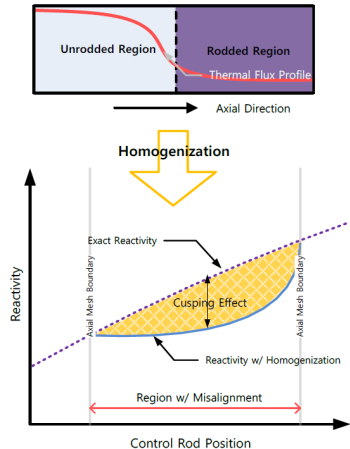 Unrodded Region
Rodded Region
Thermal Flux Profile
Axial Direction
Homogenization
Exact Reactivity
Axial Mesh Boundary
Axial Mesh Boundary
Cusping Effect
Reactivity
Reactivity w/ Homogenization
Region w/ Misalignment
Control Rod Position